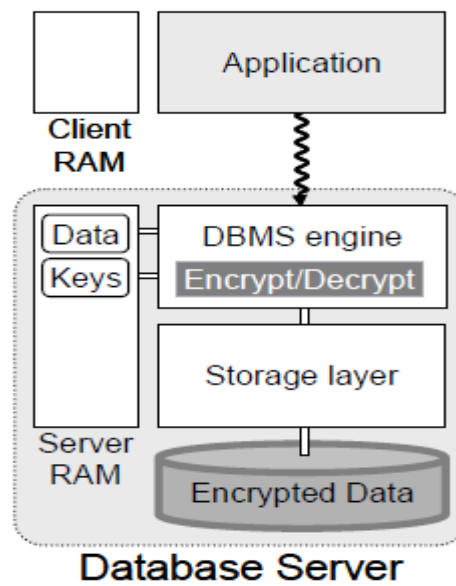 Application
Client
RAM
Data
DBMS engine
Keys
Encrypt/Decrypt
Storage layer
Server
RAM
Encrypted Data
Database Server